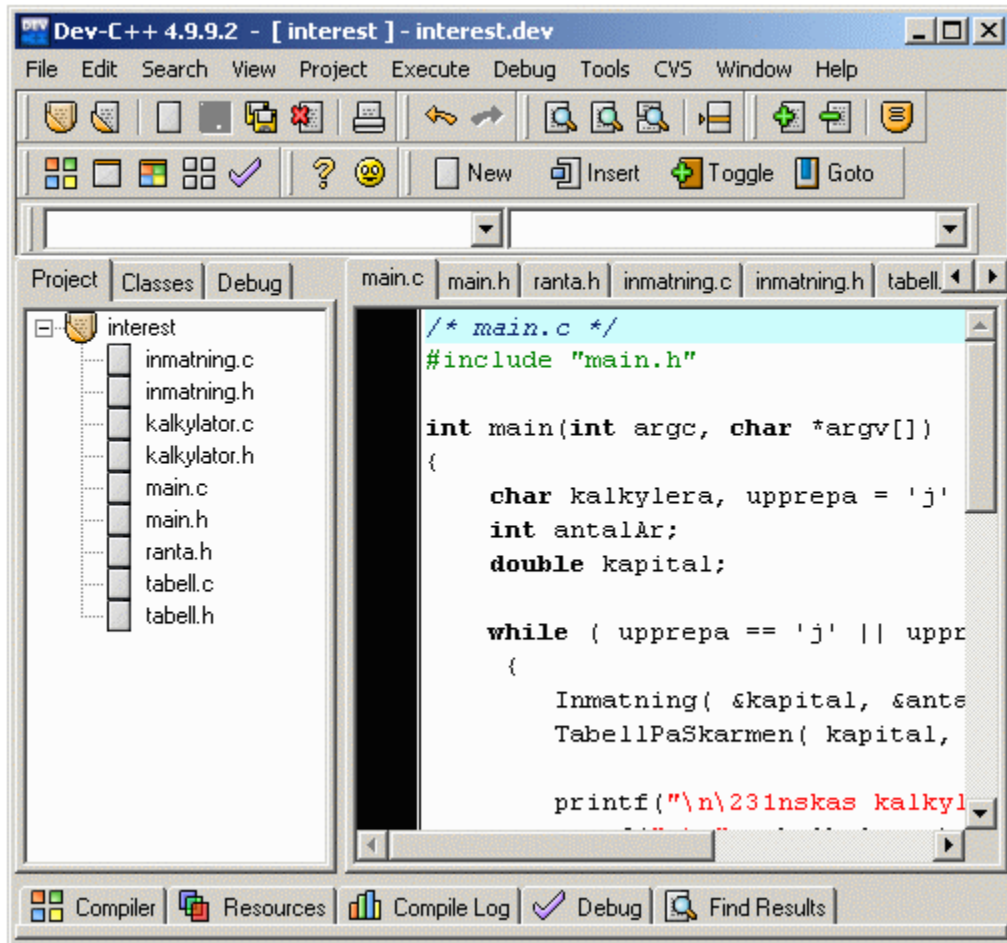 Dev-C++ 4.9.9.2 - [ interest ] - interest.dev
File Edit Search View Project Execute Debug Tools CVS Window Help
New Insert Toggle Goto
Project Classes Debug
main.c main.h ranta.h inmatning.c inmatning.h tabell.
interest
inmatning.c
inmatning.h
kalkylator.c
kalkylator.h
main.c
main.h
ranta.h
tabell.c
tabell.h
/* main.c */
#include "main.h"
int main(int argc, char *argv[])
{
char kalkylera, upprepa = 'j'
int antalAr;
double kapital;
while ( upprepa == 'j' || uppr
{
Inmatning( &kapital, &anta
TabellPaSkarmen( kapital,
printf("\n\231nskas kalkyl
Compiler Resources Compile Log Debug Find Results